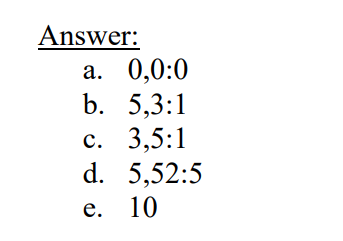 Answer:
a. 0,0:0
b. 5,3:1
c. 3,5:1
d. 5,52:5
e. 10